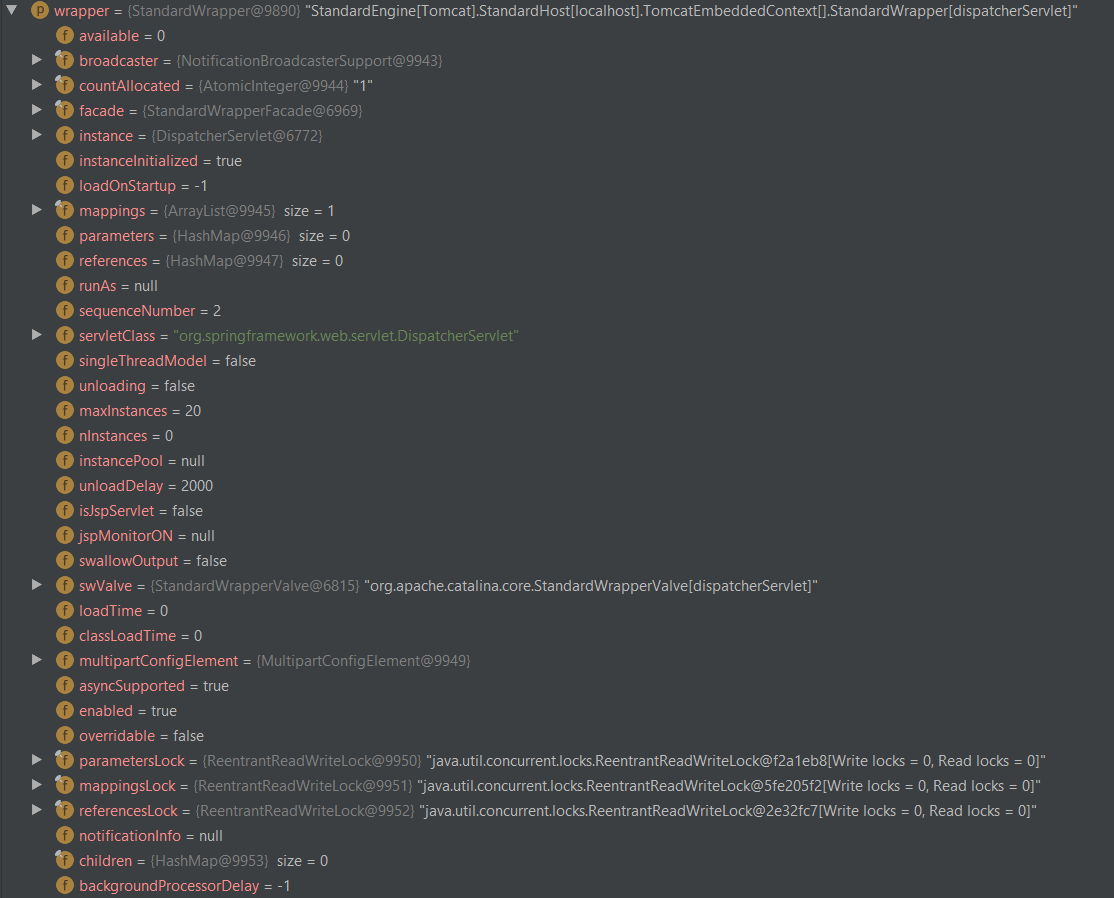 wrapper = {StandardWrapper@9890} "StandardEngine[Tomcat].StandardHost[localhost].TomcatEmbeddedContext[].StandardWrapper[dispatcherServlet]"
available = 0
broadcaster = {NotificationBroadcasterSupport@9943}
countAllocated = {AtomicInteger@9944} "1"
facade = {StandardWrapperFacade@6969}
instance = {DispatcherServlet@6772}
instanceInitialized = true
loadOnStartup = -1
mappings = {ArrayList@9945} size = 1
parameters = {HashMap@9946} size = 0
references = {HashMap@9947} size = 0
runAs = null
sequenceNumber = 2
servletClass = "org.springframework.web.servlet.DispatcherServlet"
singleThreadModel = false
unloading = false
maxInstances = 20
nInstances = 0
instancePool = null
unloadDelay = 2000
isJspServlet = false
jspMonitorON = null
swallowOutput = false
swValve = {StandardWrapperValve@6815} "org.apache.catalina.core.StandardWrapperValve[dispatcherServlet]"
loadTime = 0
classLoadTime = 0
multipartConfigElement = {MultipartConfigElement@9949}
asyncSupported = true
enabled = true
overridable = false
parametersLock = {ReentrantReadWriteLock@9950} "java.util.concurrent.locks.ReentrantReadWriteLock@f2a1eb8[Write locks = 0, Read locks = 0]"
mappingsLock = {ReentrantReadWriteLock@9951} "java.util.concurrent.locks.ReentrantReadWriteLock@5fe205f2[Write locks = 0, Read locks = 0]"
referencesLock = {ReentrantReadWriteLock@9952} "java.util.concurrent.locks.ReentrantReadWriteLock@2e32fc7[Write locks = 0, Read locks = 0]"
notificationInfo = null
children = {HashMap@9953} size = 0
backgroundProcessorDelay = -1